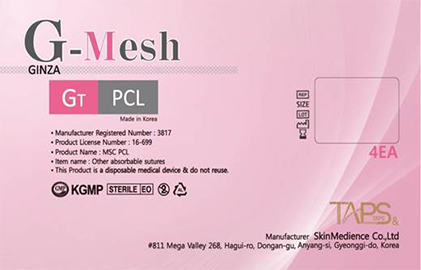 G-Mesh
GINZA
GT PCL
Made in Korea
• Manufacturer Registered Number : 3817
• Product License Number : 16-699
• Product Name : MSC PCL
• Item name : Other absorbable sutures
• This Product is a disposable medical device & do not reuse.
GMP KGMP STERILE EO 2
REF
SIZE
LOT
4EA
TAPS
TAPS &
Manufacturer SkinMedience Co.,Ltd
#811 Mega Valley 268, Hagui-ro, Dongan-gu, Anyang-si, Gyeonggi-do, Korea